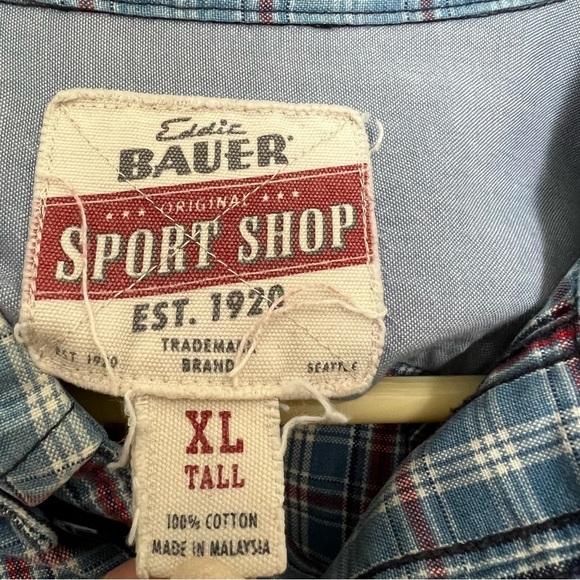 Eddie
BAUER
*** ORIGINAL ***
SPORT SHOP
EST. 1920
EST 1920 TRADEMARK SEATTLE
BRAND
XL
TALL
100% COTTON
MADE IN MALAYSIA